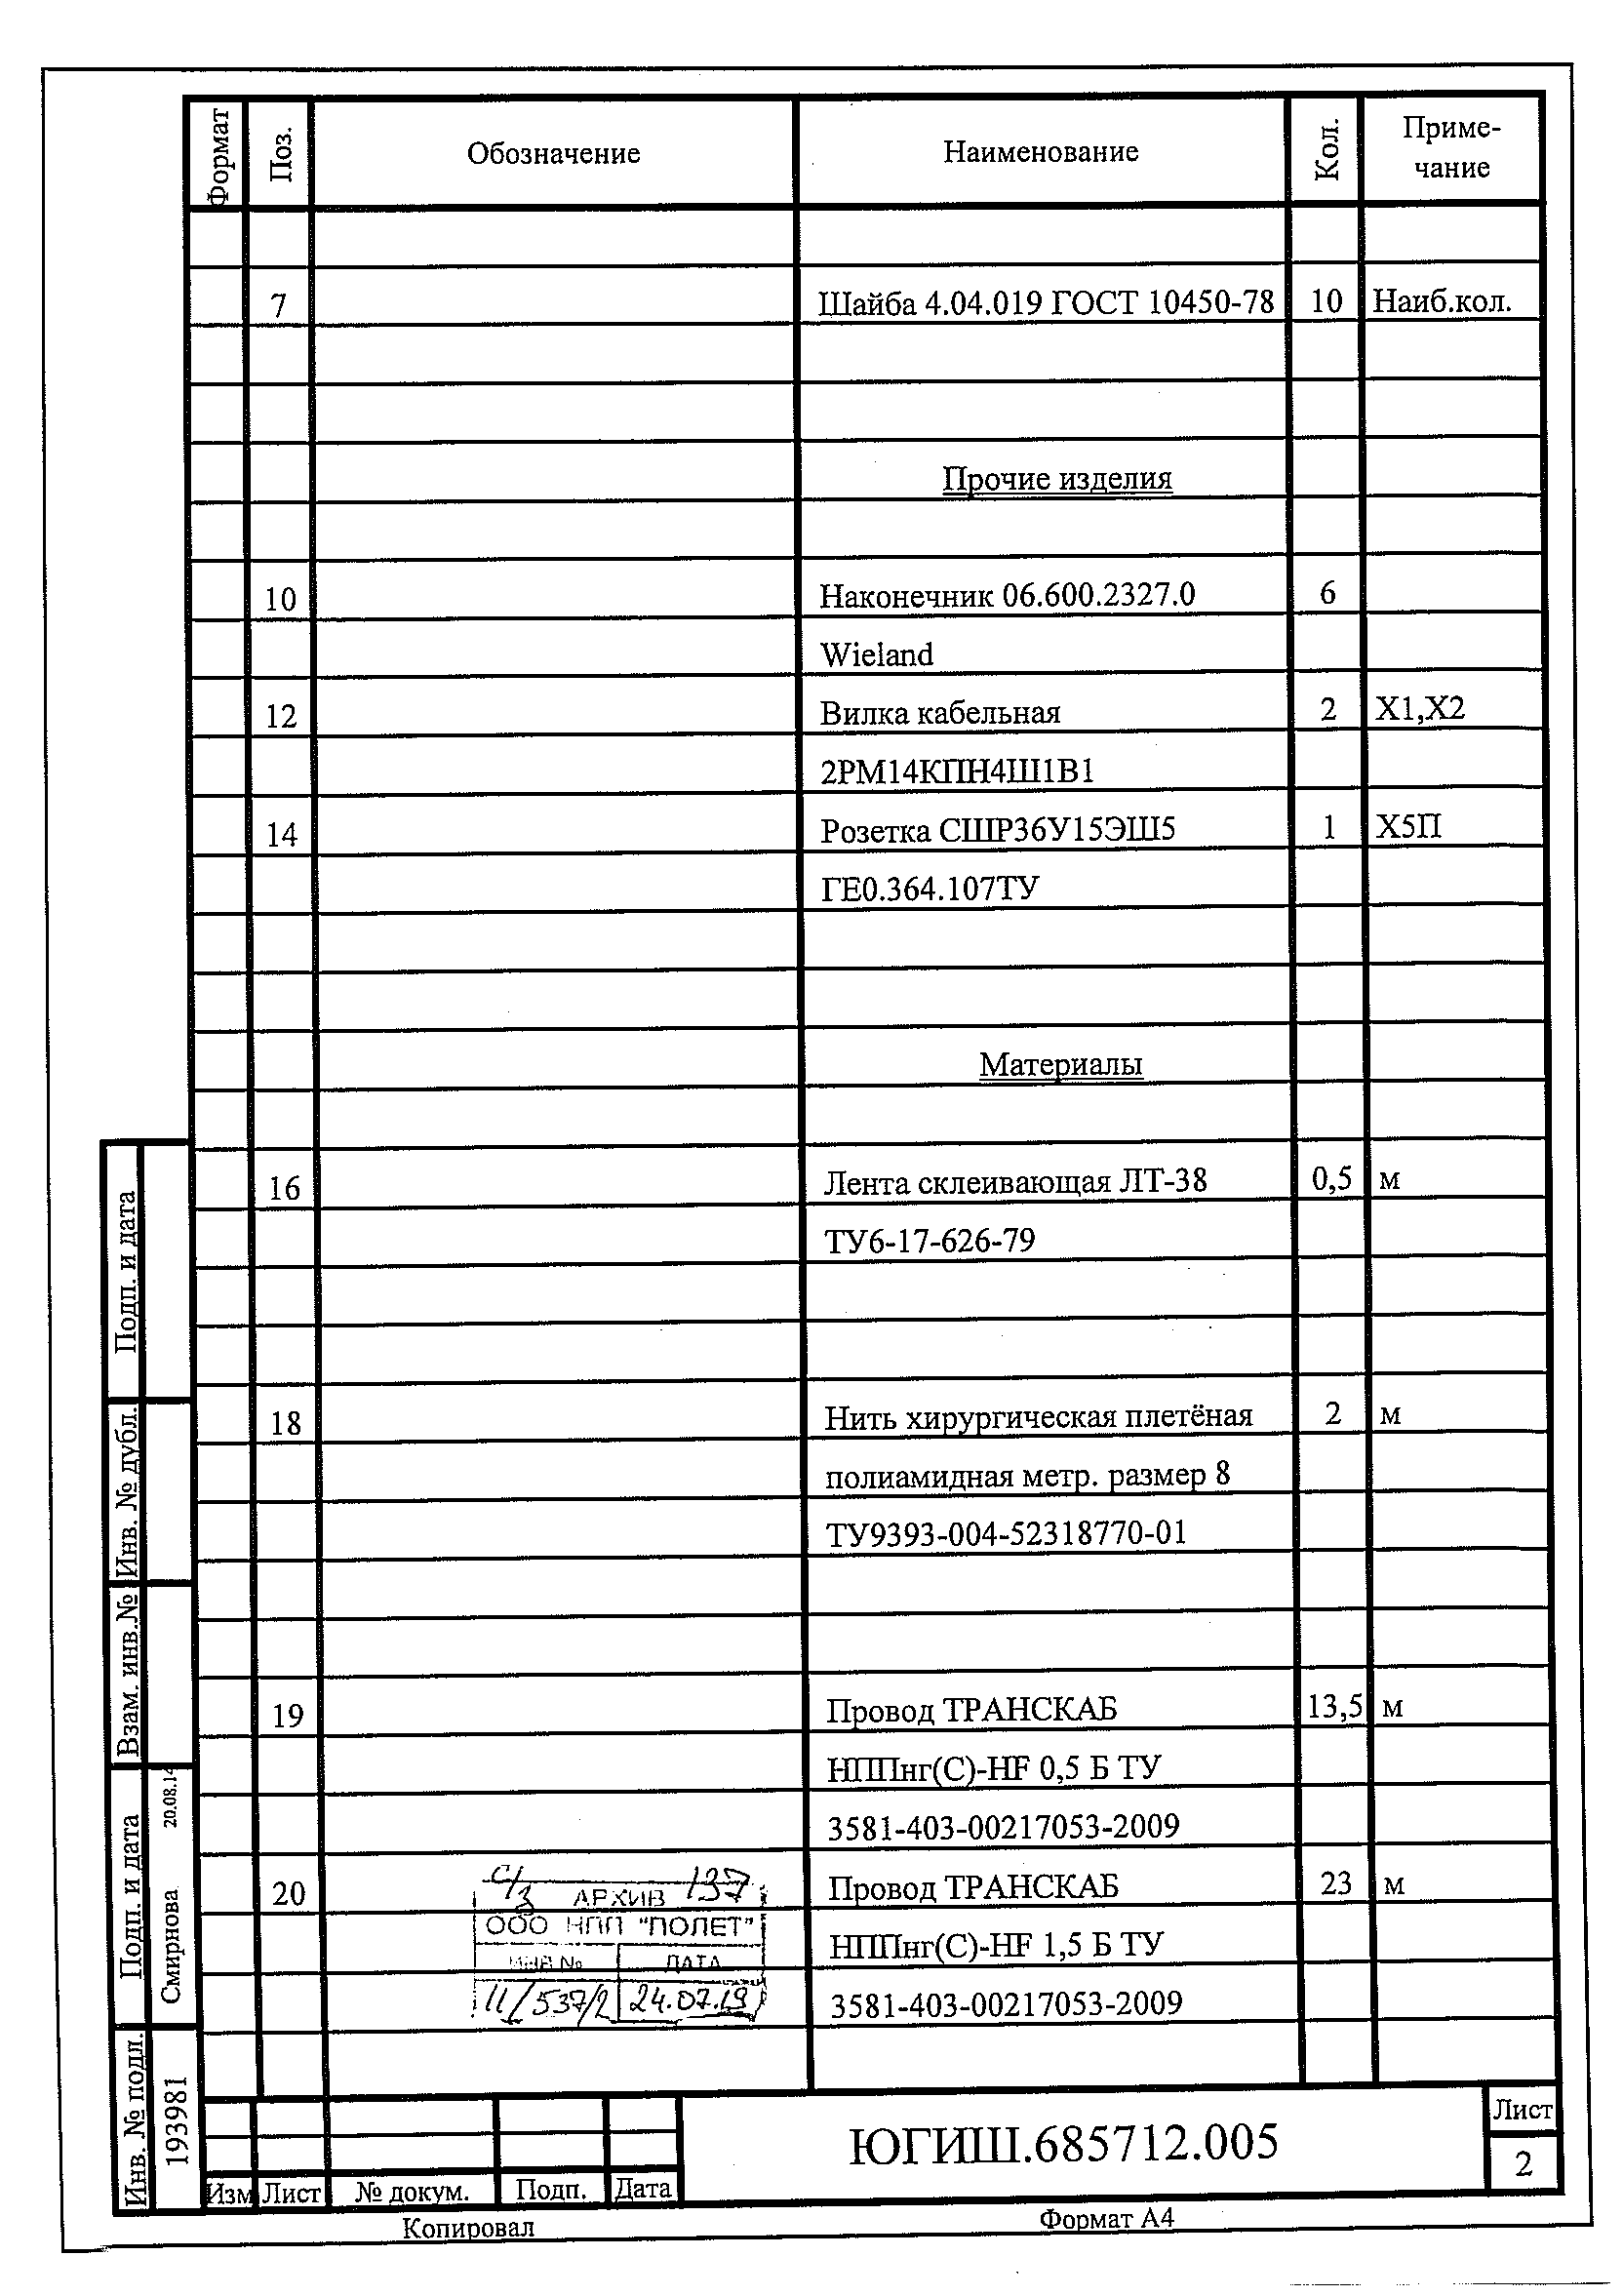 Формат Поз. Обозначение Наименование Кол. Приме-
чание
7 Шайба 4.04.019 ГОСТ 10450-78 10 Наиб.кол.
Прочие изделия
10 Наконечник 06.600.2327.0 6
Wieland
12 Вилка кабельная 2 X1,X2
2РМ14КПН4Ш1В1
14 Розетка СШР36У15ЭШ5 1 Х5П
ГЕ0.364.107ТУ
Материалы
16 Лента склеивающая ЛТ-38 0,5 м
ТУ6-17-626-79
18 Нить хирургическая плетёная 2 м
полиамидная метр. размер 8
ТУ9393-004-52318770-01
19 Провод ТРАНСКАБ 13,5 м
НППнг(С)-HF 0,5 Б ТУ
3581-403-00217053-2009
20 Провод ТРАНСКАБ 23 м
НППнг(С)-HF 1,5 Б ТУ
3581-403-00217053-2009
с/з АРХИВ 137
ООО НПП "ПОЛЕТ"
ИНВ № ДАТА
11/537/2 24.07.19
Подп. и дата
Инв. № дубл.
Взам. инв.№
Подп. и дата Смирнова 20.08.14
Инв. № подл. 193981
Изм Лист № докум. Подп. Дата
ЮГИШ.685712.005
Лист
2
Копировал Формат А4